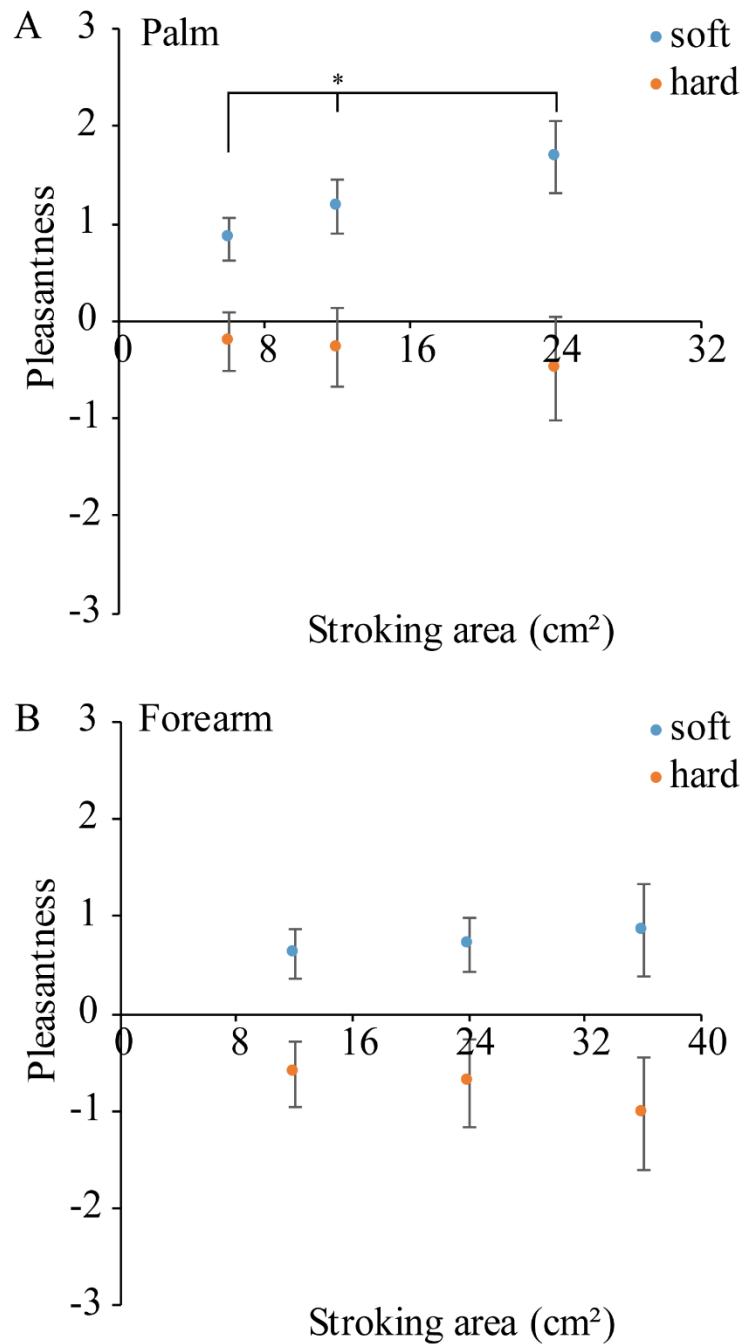 A
Palm
soft
hard
*
3
2
1
0
-1
-2
-3
0 8 16 24 32
Pleasantness
Stroking area (cm²)
B
Forearm
soft
hard
3
2
1
0
-1
-2
-3
0 8 16 24 32 40
Pleasantness
Stroking area (cm²)